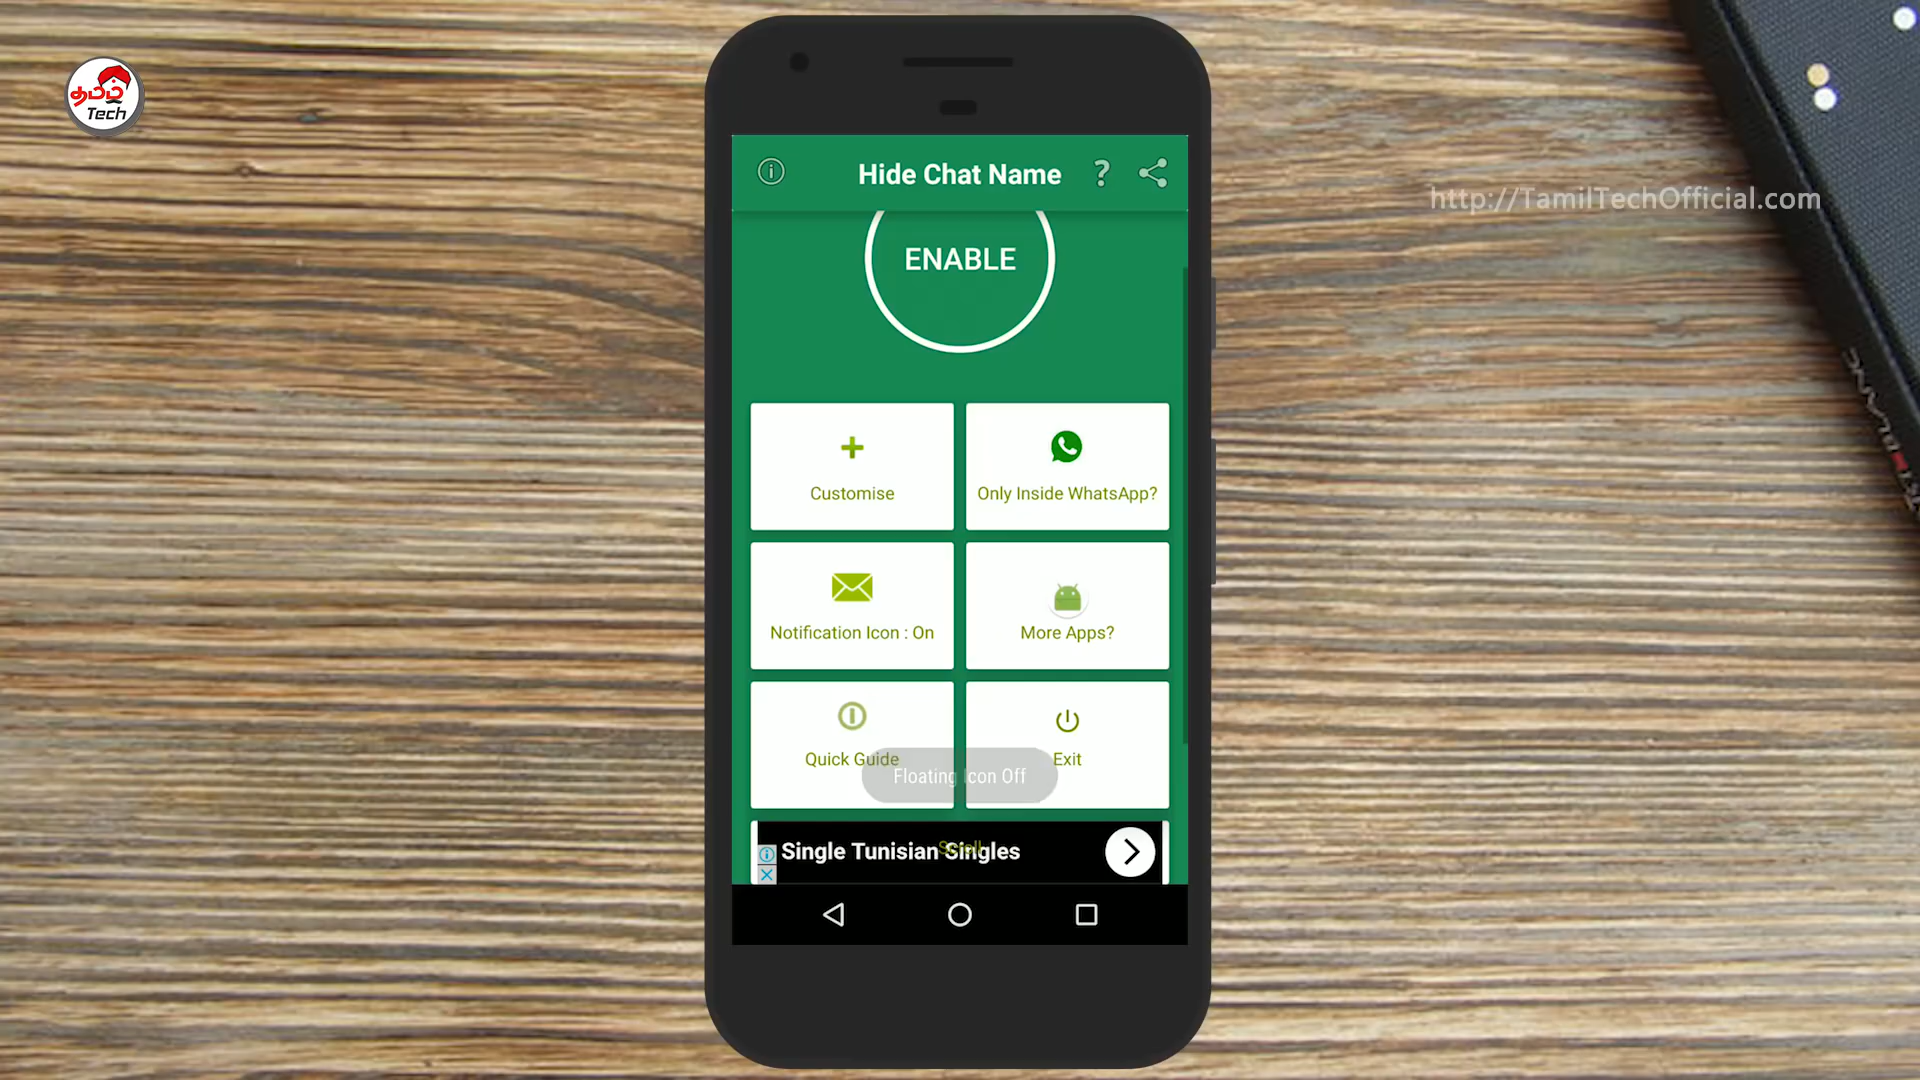 தமிழ்
Tech
http://TamilTechOfficial.com
Hide Chat Name
?
ENABLE
Customise
Only Inside WhatsApp?
Notification Icon : On
More Apps?
Quick Guide
Exit
Floating Icon Off
Single Tunisian Singles
Scroll